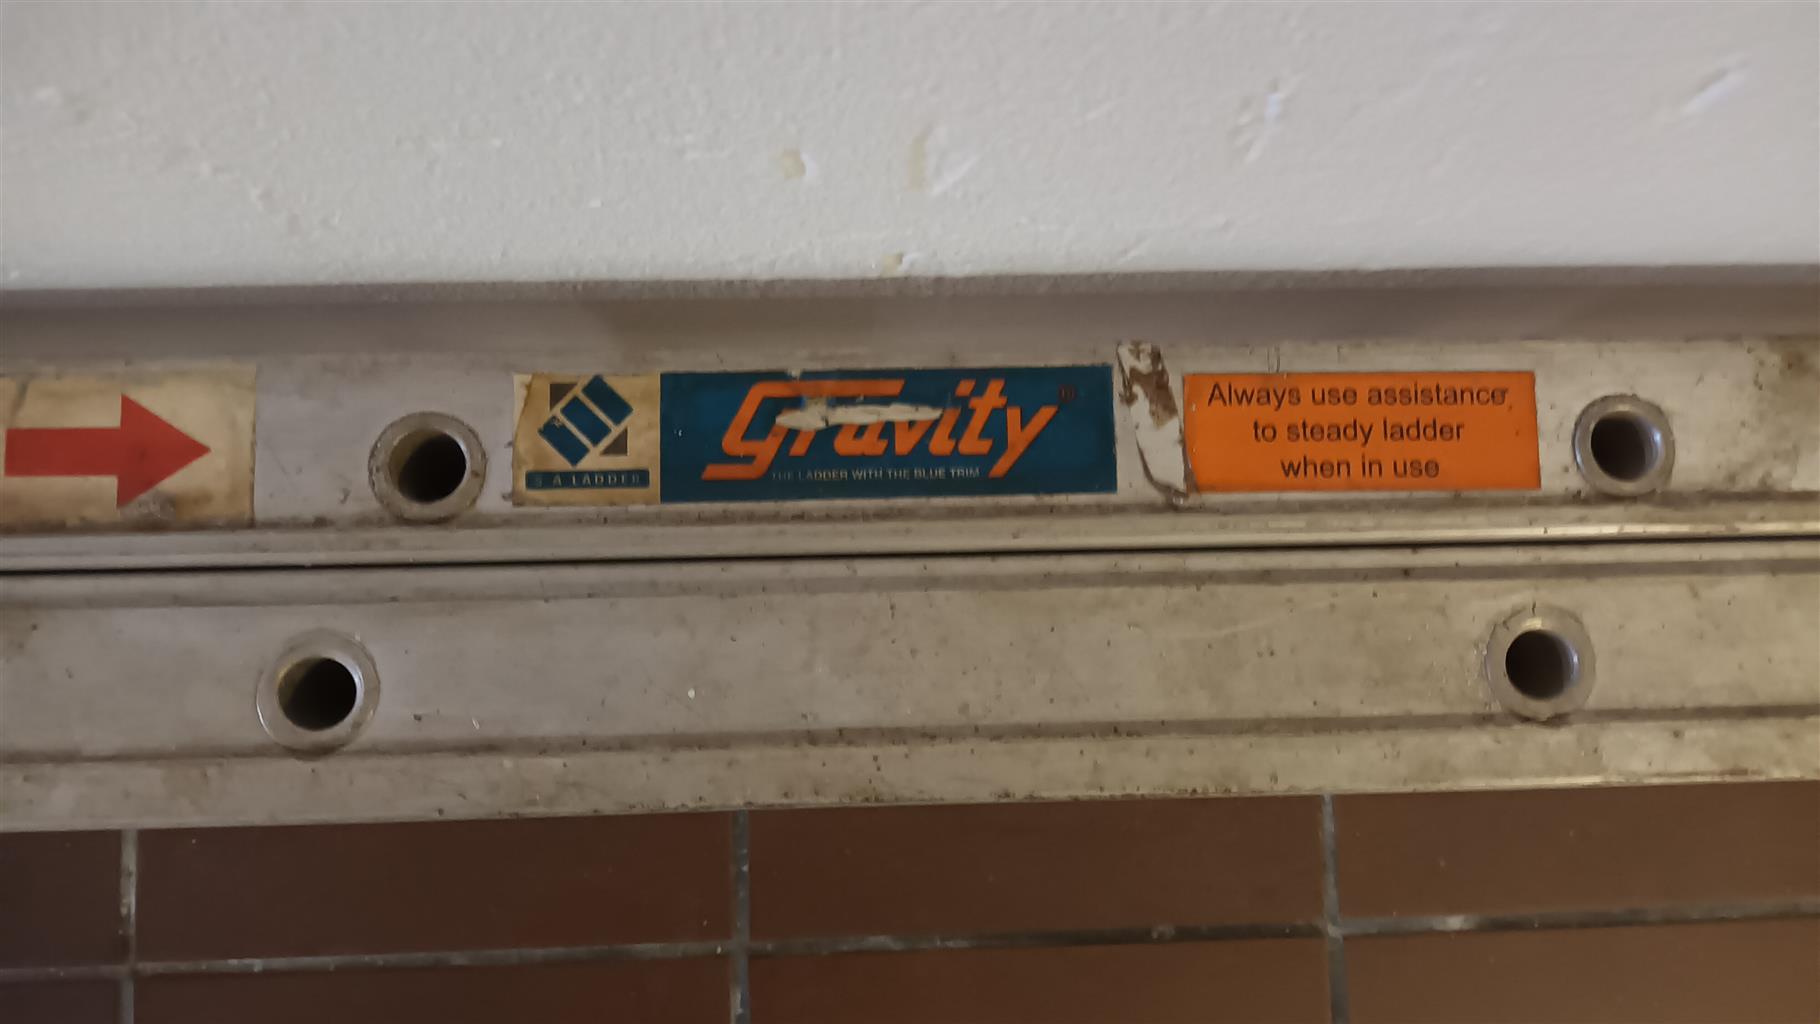 S A LADDER
Gravity ®
THE LADDER WITH THE BLUE TRIM
Always use assistance
to steady ladder
when in use